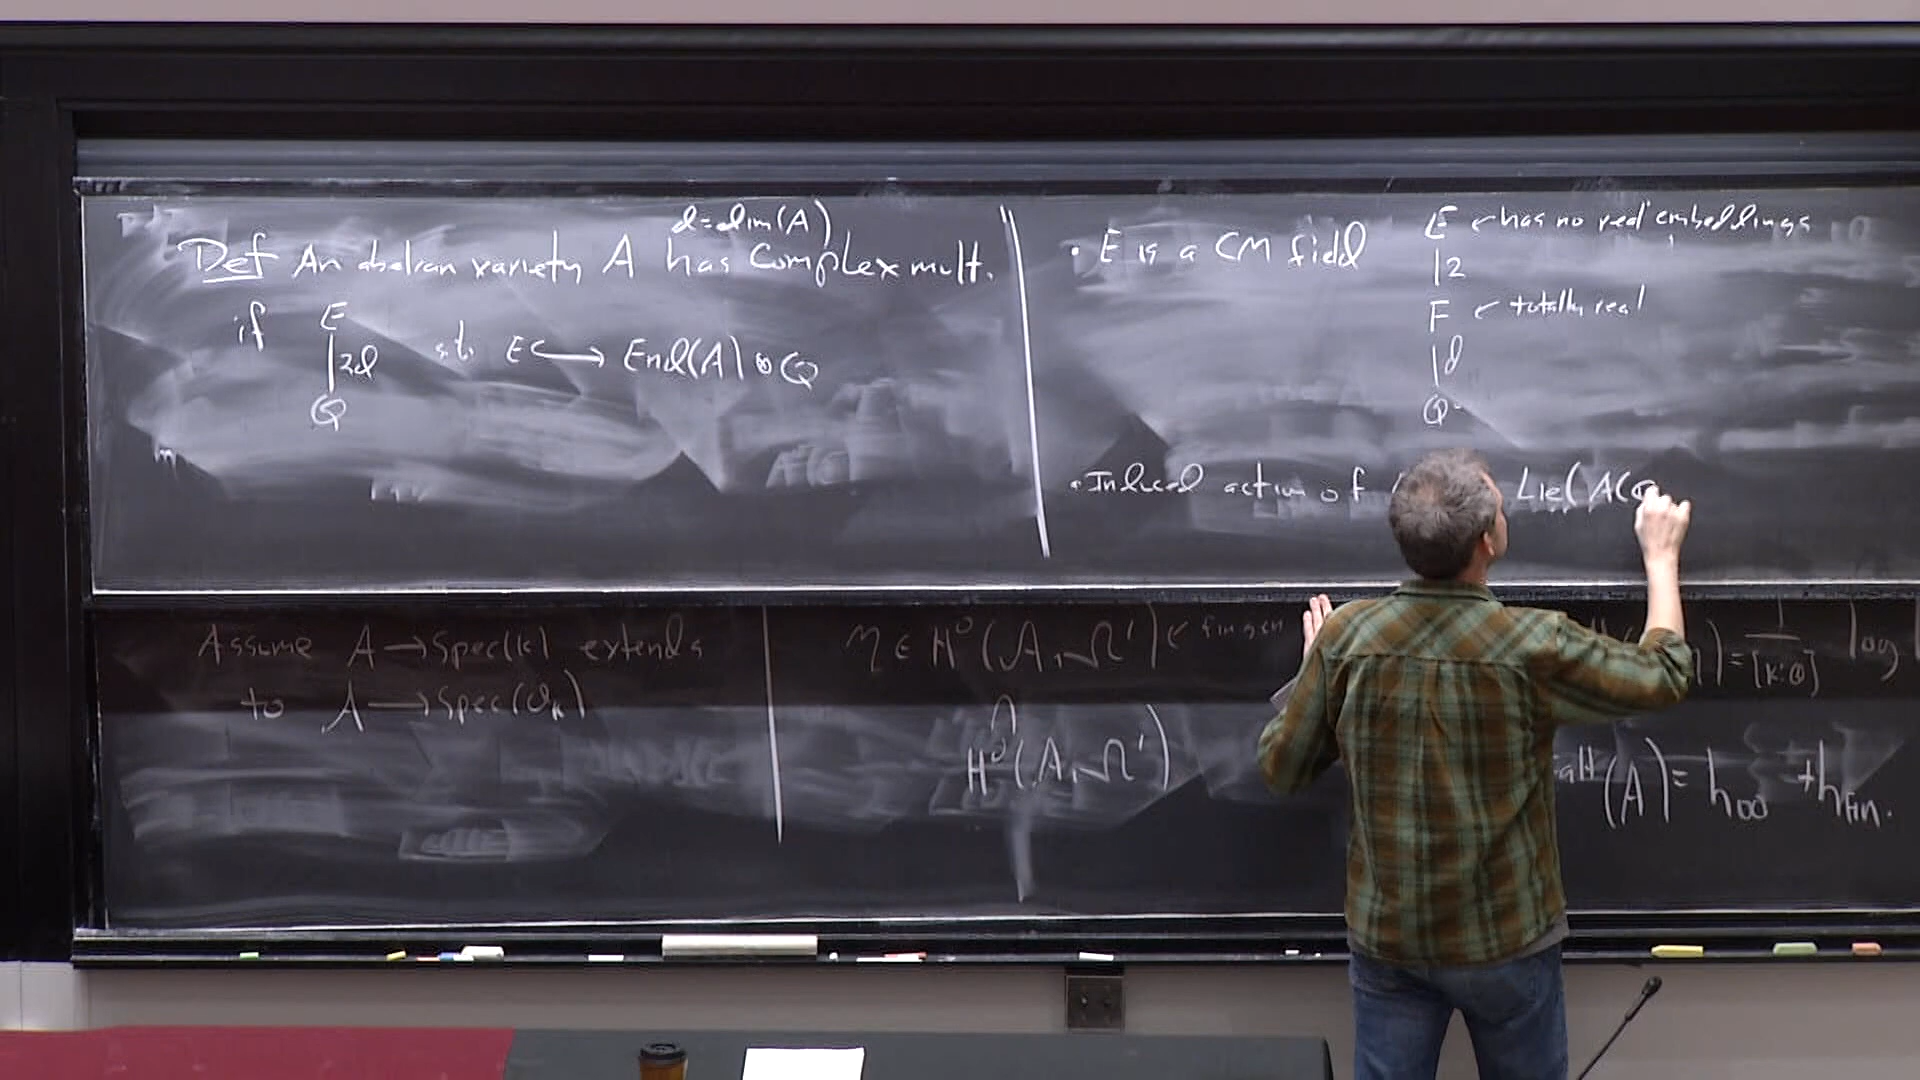 d=dim(A)
Def An abelian variety A has Complex mult.
if E s.t. E ↪ End(A)⊗Q
|2d
Q
• E is a CM field
E ← has no real embeddings
|2
F ← totally real
|d
Q
• Induced action of Lie(A(
Assume A → Spec(k) extends
to A → Spec(O_k)
η ∈ H⁰(A, Ω¹) ← fin gen
∩
H⁰(A, Ω¹)
) = 1/[k:Q] log
(A) = h_∞ + h_Fin.